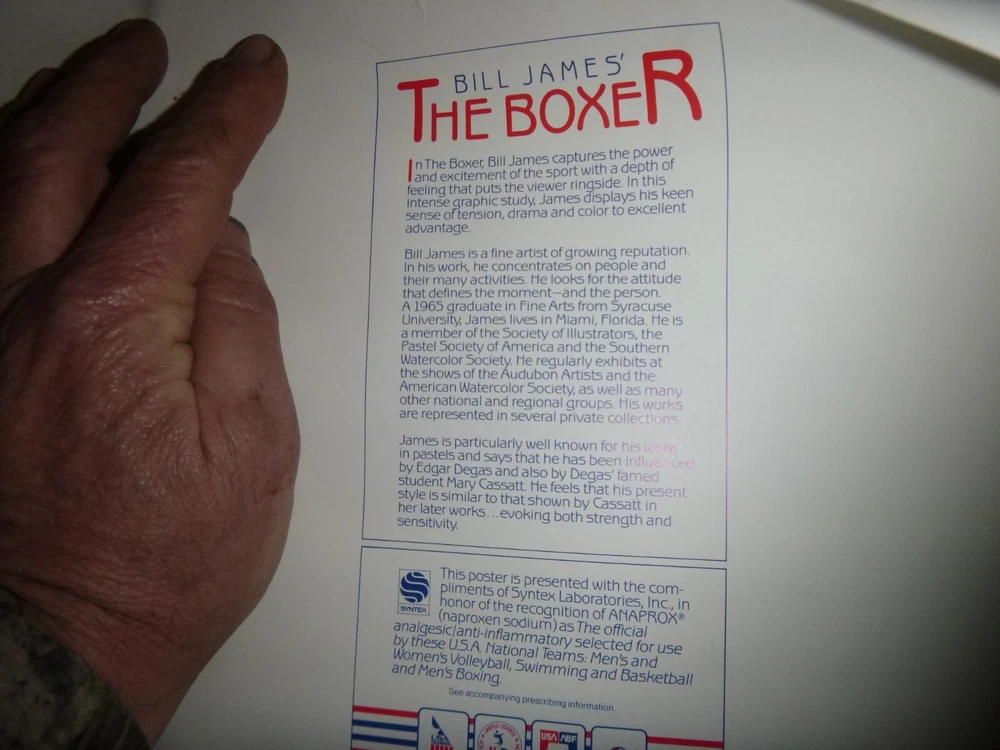 BILL JAMES'
THE BOXER
In The Boxer, Bill James captures the power
and excitement of the sport with a depth of
feeling that puts the viewer ringside. In this
intense graphic study, James displays his keen
sense of tension, drama and color to excellent
advantage.
Bill James is a fine artist of growing reputation.
In his work, he concentrates on people and
their many activities. He looks for the attitude
that defines the moment—and the person.
A 1965 graduate in Fine Arts from Syracuse
University, James lives in Miami, Florida. He is
a member of the Society of Illustrators, the
Pastel Society of America and the Southern
Watercolor Society. He regularly exhibits at
the shows of the Audubon Artists and the
American Watercolor Society, as well as many
other national and regional groups. His works
are represented in several private collections.
James is particularly well known for his work
in pastels and says that he has been influenced
by Edgar Degas and also by Degas' famed
student Mary Cassatt. He feels that his present
style is similar to that shown by Cassatt in
her later works...evoking both strength and
sensitivity.
SYNTEX
This poster is presented with the com-
pliments of Syntex Laboratories, Inc., in
honor of the recognition of ANAPROX®
(naproxen sodium) as The official
analgesic/anti-inflammatory selected for use
by these U.S.A. National Teams: Men's and
Women's Volleyball, Swimming and Basketball
and Men's Boxing.
See accompanying prescribing information.
USA ABF